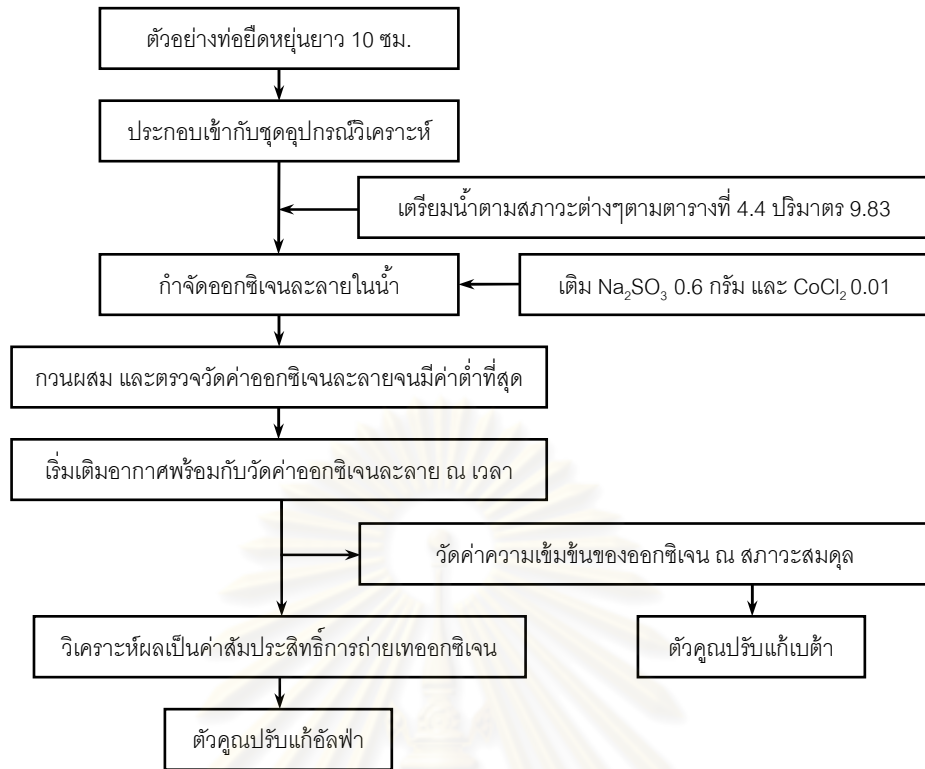 ตัวอย่างท่อยืดหยุ่นยาว 10 ซม.
ประกอบเข้ากับชุดอุปกรณ์วิเคราะห์
เตรียมน้ำตามสภาวะต่างๆตามตารางที่ 4.4 ปริมาตร 9.83
กำจัดออกซิเจนละลายในน้ำ
เติม Na₂SO₃ 0.6 กรัม และ CoCl₂ 0.01
กวนผสม และตรวจวัดค่าออกซิเจนละลายจนมีค่าต่ำที่สุด
เริ่มเติมอากาศพร้อมกับวัดค่าออกซิเจนละลาย ณ เวลา
วัดค่าความเข้มข้นของออกซิเจน ณ สภาวะสมดุล
วิเคราะห์ผลเป็นค่าสัมประสิทธิ์การถ่ายเทออกซิเจน
ตัวคูณปรับแก้เบต้า
ตัวคูณปรับแก้อัลฟ่า